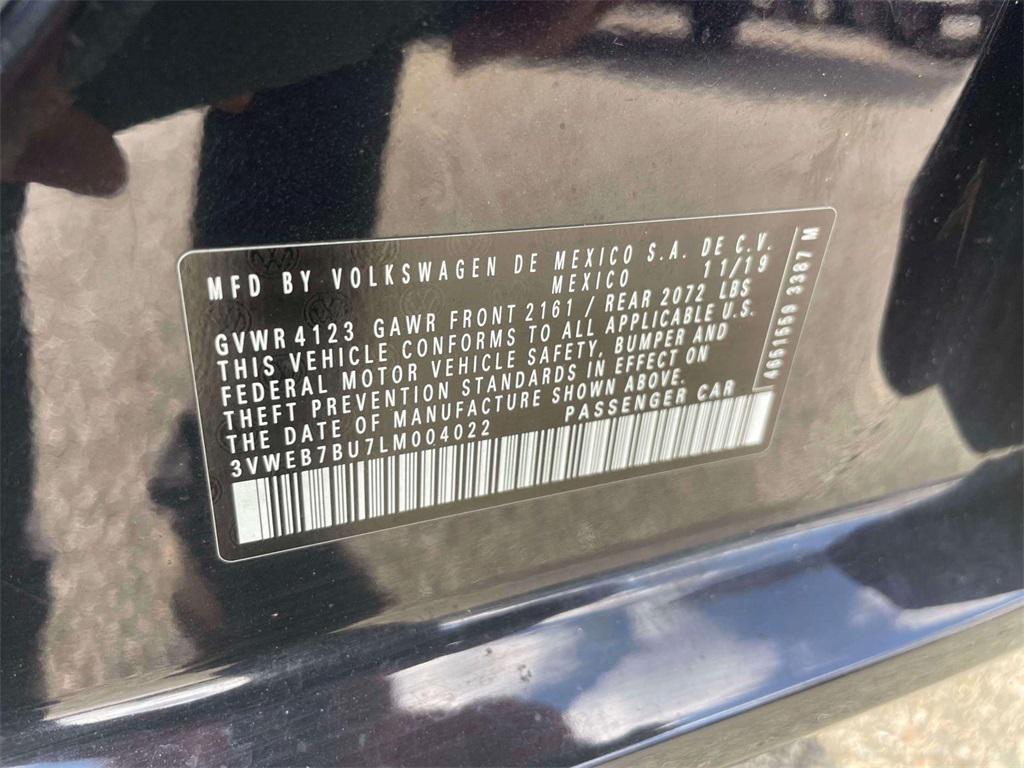 MFD BY VOLKSWAGEN DE MEXICO S.A. DE C.V.
MEXICO 11/19
GVWR 4123 GAWR FRONT 2161 / REAR 2072 LBS
THIS VEHICLE CONFORMS TO ALL APPLICABLE U.S.
FEDERAL MOTOR VEHICLE SAFETY, BUMPER AND
THEFT PREVENTION STANDARDS IN EFFECT ON
THE DATE OF MANUFACTURE SHOWN ABOVE.
3VWEB7BU7LM004022 PASSENGER CAR
4651559 3387 M